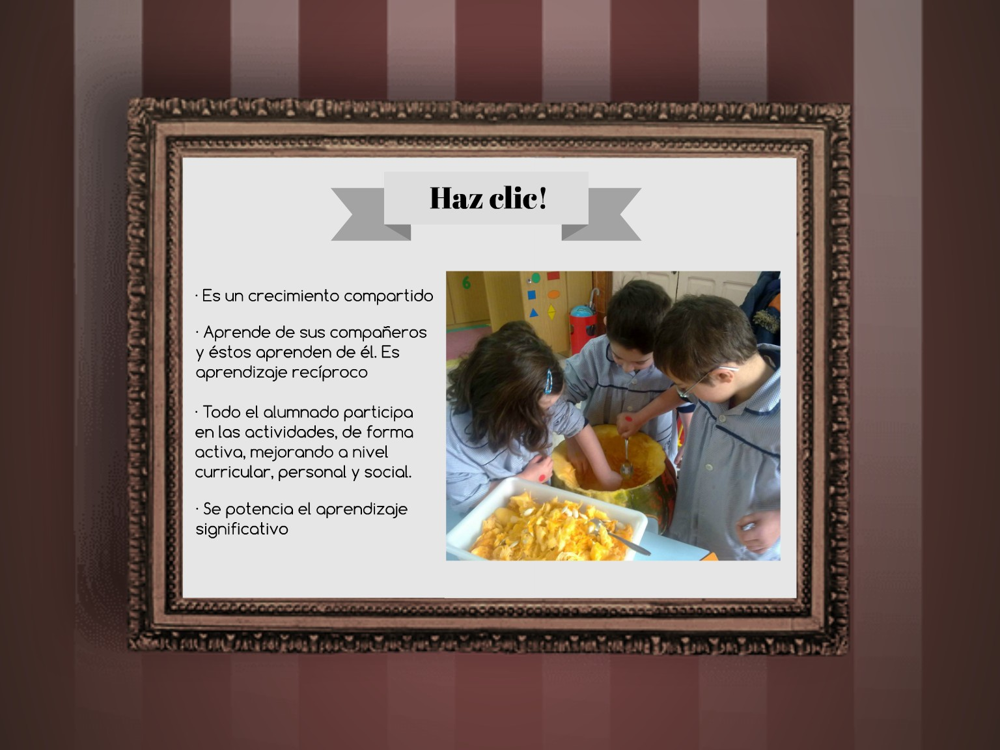 Haz clic!
· Es un crecimiento compartido
· Aprende de sus compañeros
y éstos aprenden de él. Es
aprendizaje recíproco
· Todo el alumnado participa
en las actividades, de forma
activa, mejorando a nivel
curricular, personal y social.
· Se potencia el aprendizaje
significativo
6